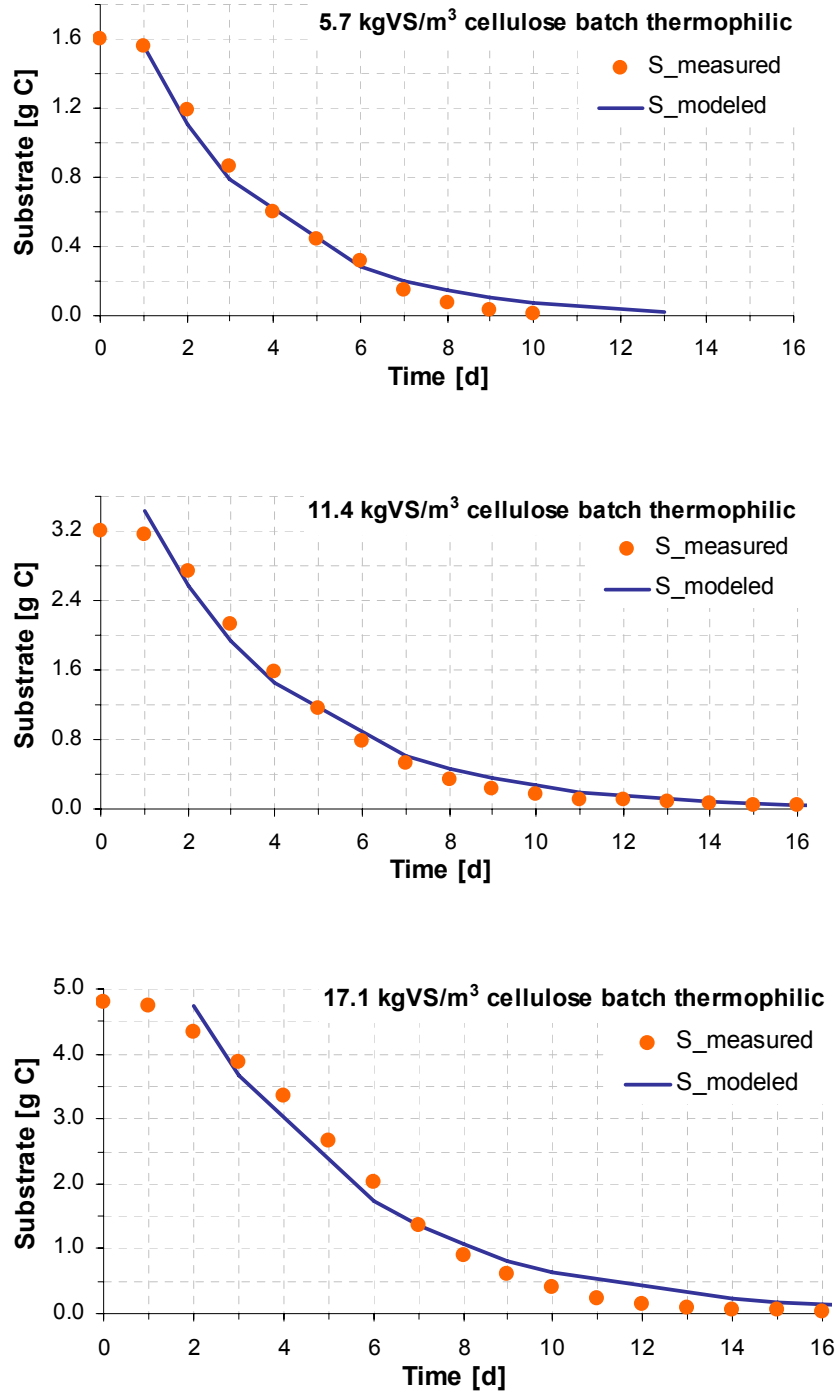 5.7 kgVS/m³ cellulose batch thermophilic
S_measured
S_modeled
Substrate [g C]
1.6
1.2
0.8
0.4
0.0
0 2 4 6 8 10 12 14 16
Time [d]
11.4 kgVS/m³ cellulose batch thermophilic
S_measured
S_modeled
Substrate [g C]
3.2
2.4
1.6
0.8
0.0
0 2 4 6 8 10 12 14 16
Time [d]
17.1 kgVS/m³ cellulose batch thermophilic
S_measured
S_modeled
Substrate [g C]
5.0
4.0
3.0
2.0
1.0
0.0
0 2 4 6 8 10 12 14 16
Time [d]